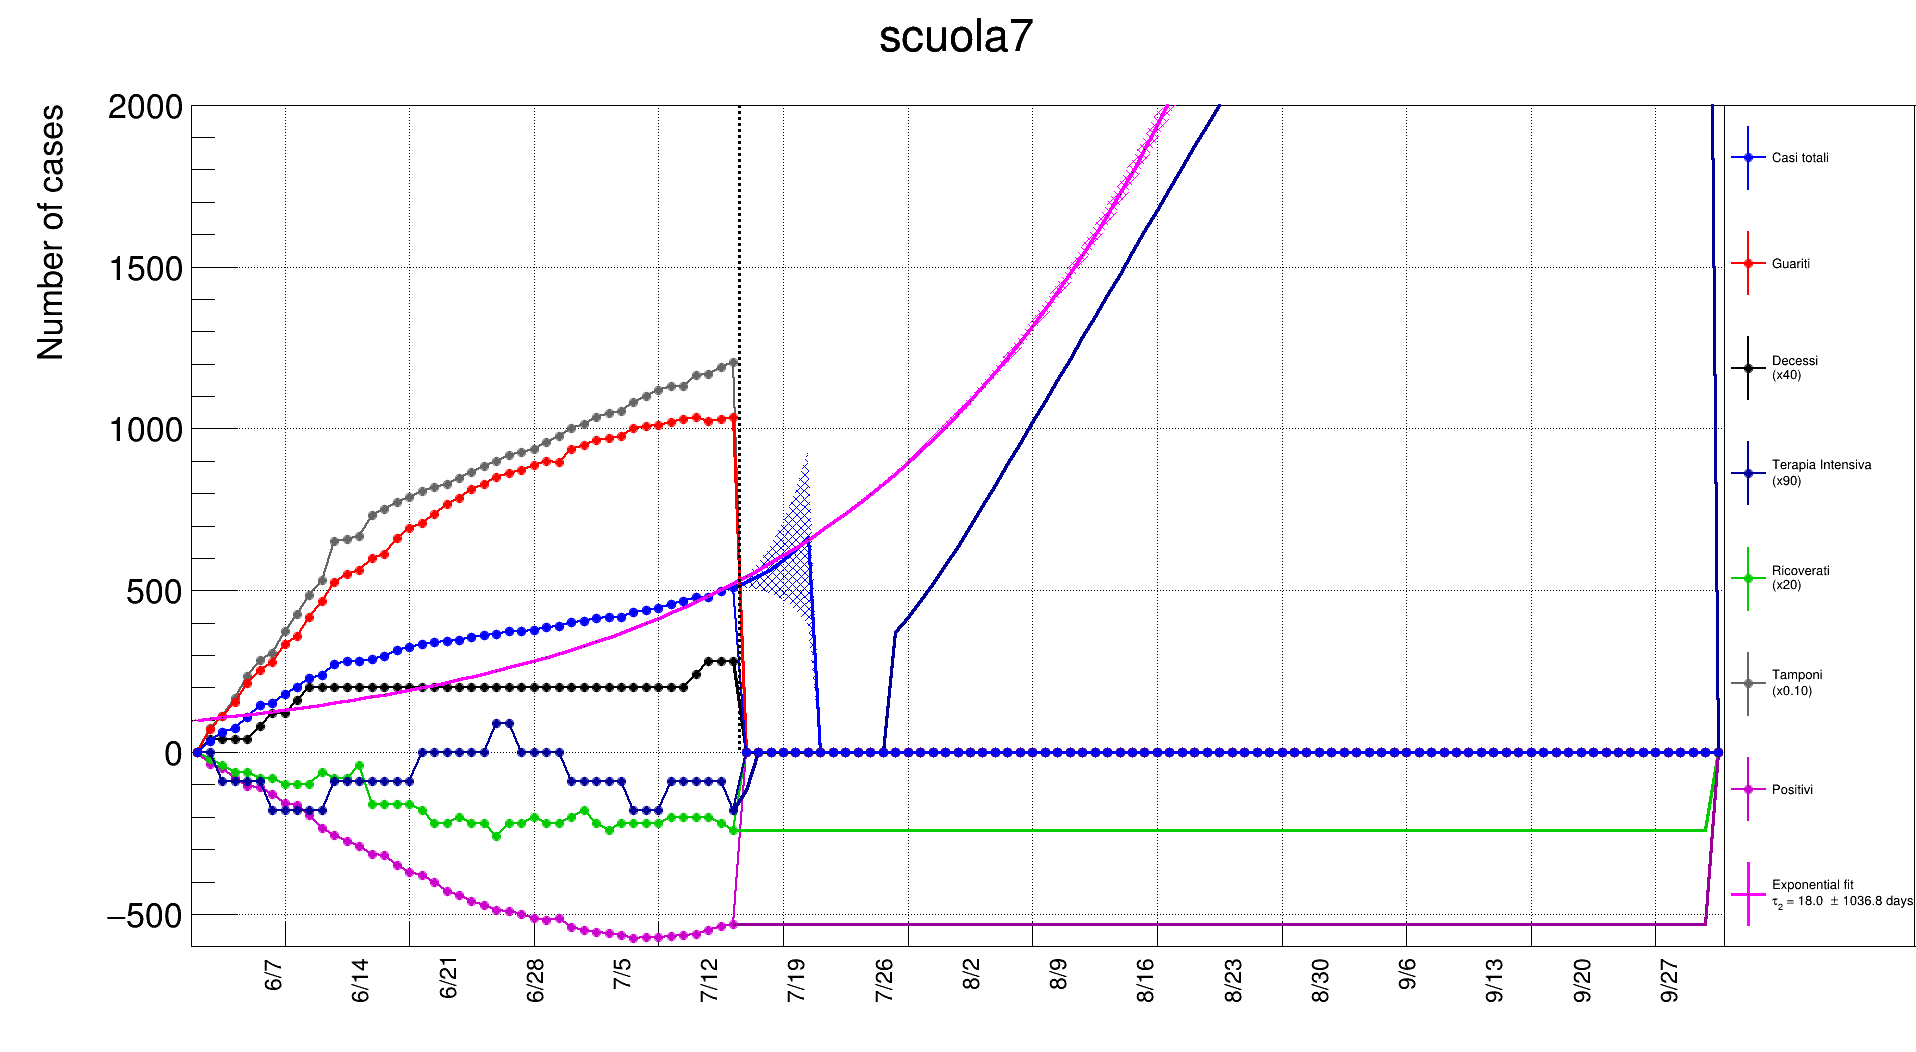 scuola7
Number of cases
2000
1500
1000
500
0
−500
6/7
6/14
6/21
6/28
7/5
7/12
7/19
7/26
8/2
8/9
8/16
8/23
8/30
9/6
9/13
9/20
9/27
Casi totali
Guariti
Decessi
(x40)
Terapia Intensiva
(x90)
Ricoverati
(x20)
Tamponi
(x0.10)
Positivi
Exponential fit
τ2 = 18.0 ± 1036.8 days